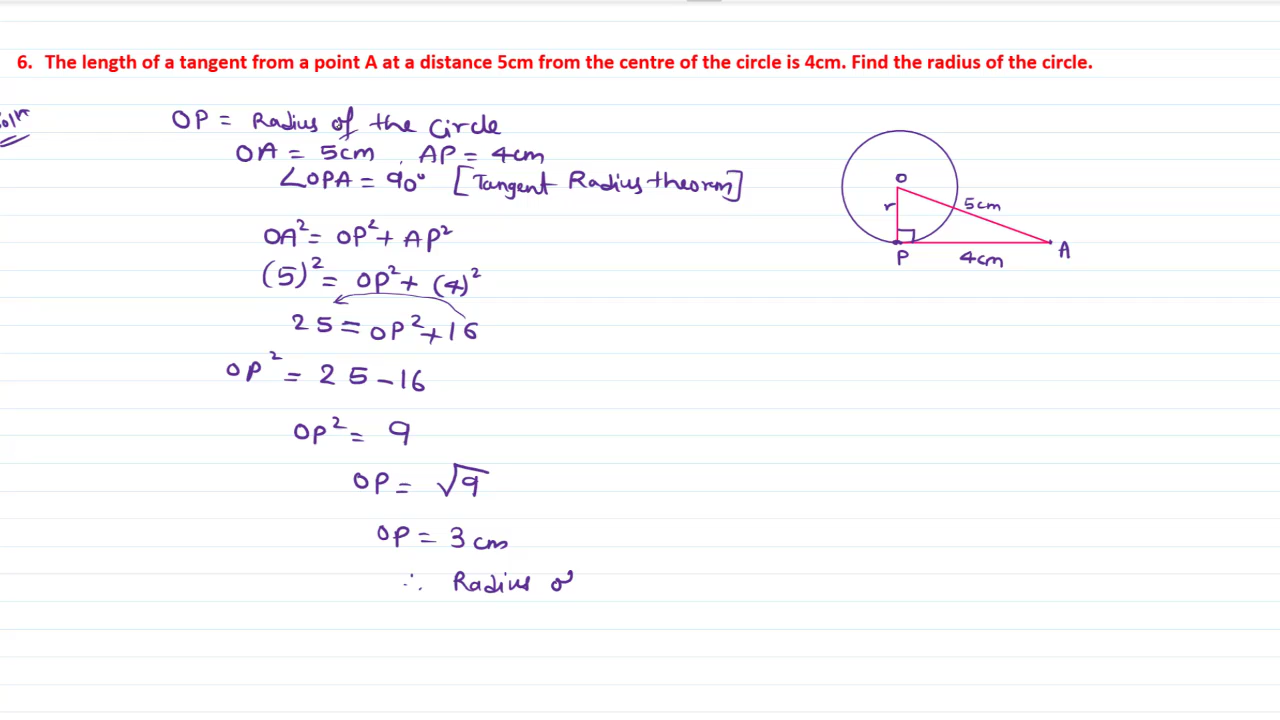 6. The length of a tangent from a point A at a distance 5cm from the centre of the circle is 4cm. Find the radius of the circle.
OP = Radius of the circle
OA = 5cm, AP = 4cm
∠OPA = 90° [Tangent Radius theorem]
OA² = OP² + AP²
(5)² = OP² + (4)²
25 = OP² + 16
OP² = 25 - 16
OP² = 9
OP = √9
OP = 3 cm
∴ Radius
O
r
5cm
P
4cm
A